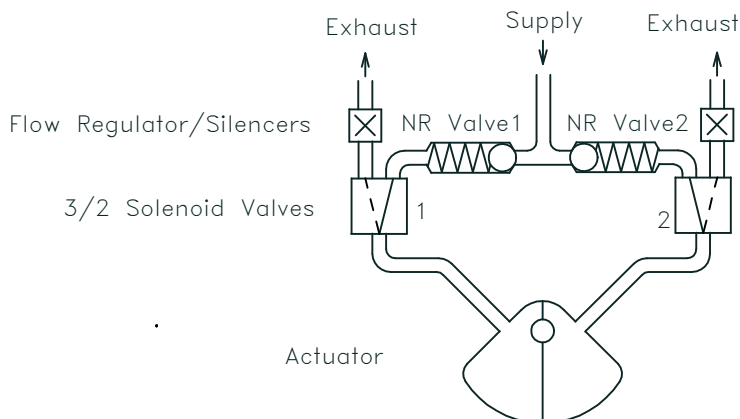 Exhaust
Supply
Exhaust
Flow Regulator/Silencers
NR Valve1
NR Valve2
3/2 Solenoid Valves
1
2
Actuator